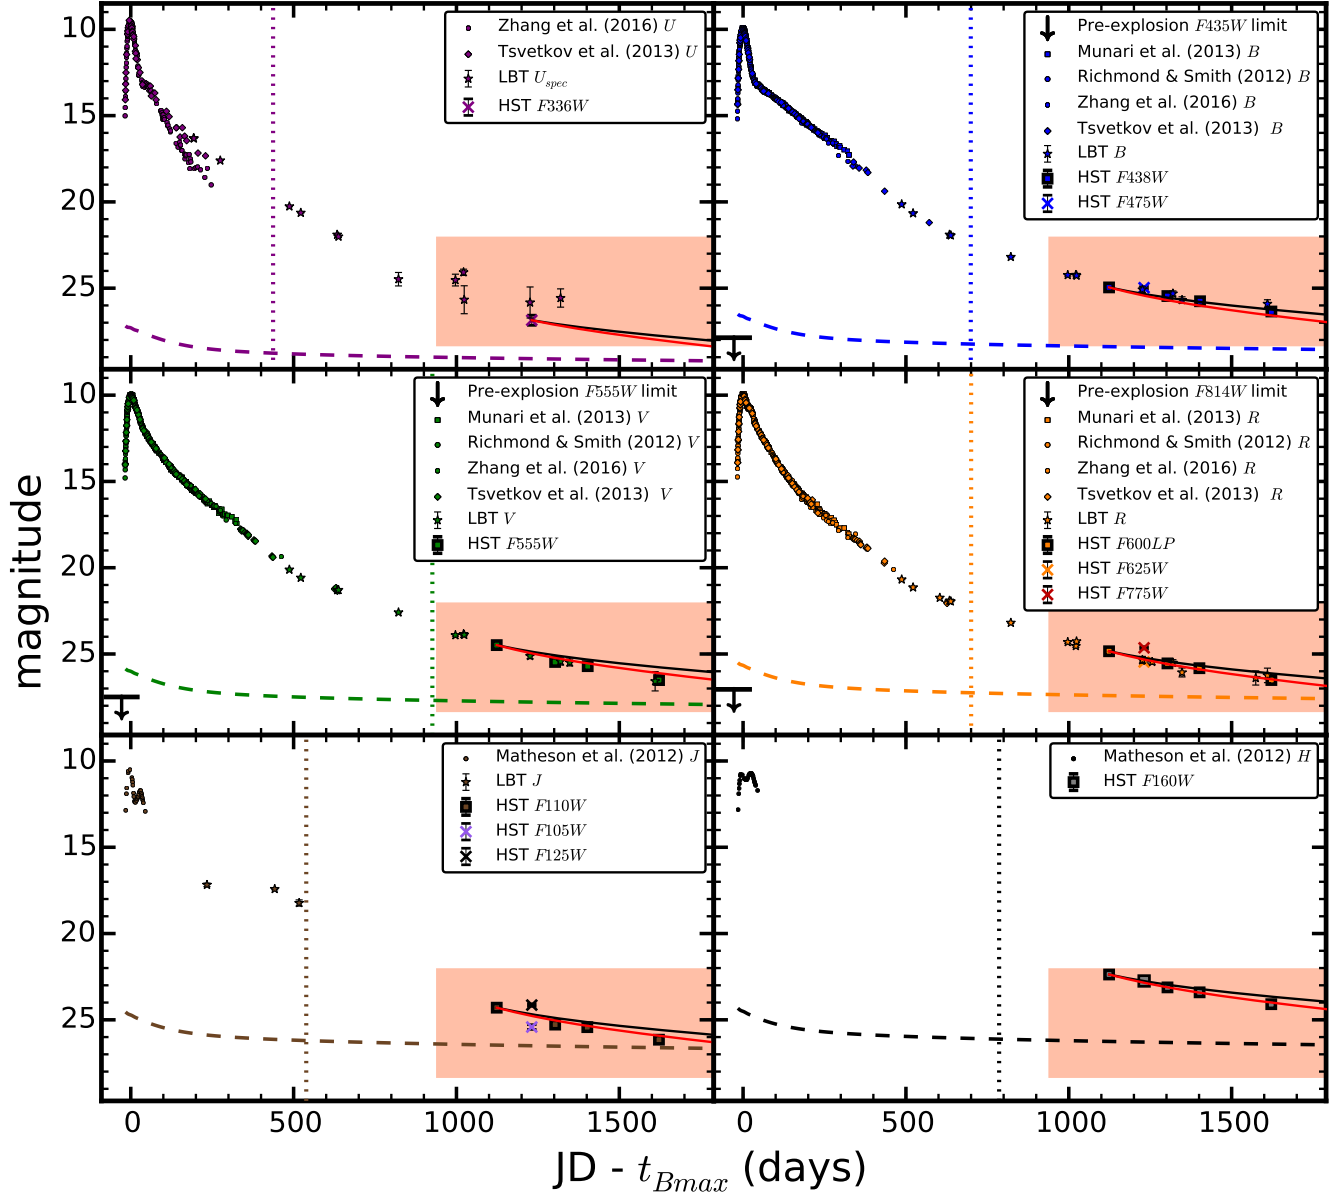 10
15
20
25
Zhang et al. (2016) U
Tsvetkov et al. (2013) U
LBT U_spec
HST F336W
Pre-explosion F435W limit
Munari et al. (2013) B
Richmond & Smith (2012) B
Zhang et al. (2016) B
Tsvetkov et al. (2013) B
LBT B
HST F438W
HST F475W
10
15
20
25
magnitude
Pre-explosion F555W limit
Munari et al. (2013) V
Richmond & Smith (2012) V
Zhang et al. (2016) V
Tsvetkov et al. (2013) V
LBT V
HST F555W
Pre-explosion F814W limit
Munari et al. (2013) R
Richmond & Smith (2012) R
Zhang et al. (2016) R
Tsvetkov et al. (2013) R
LBT R
HST F600LP
HST F625W
HST F775W
10
15
20
25
Matheson et al. (2012) J
LBT J
HST F110W
HST F105W
HST F125W
Matheson et al. (2012) H
HST F160W
0 500 1000 1500
0 500 1000 1500
JD - t_Bmax (days)